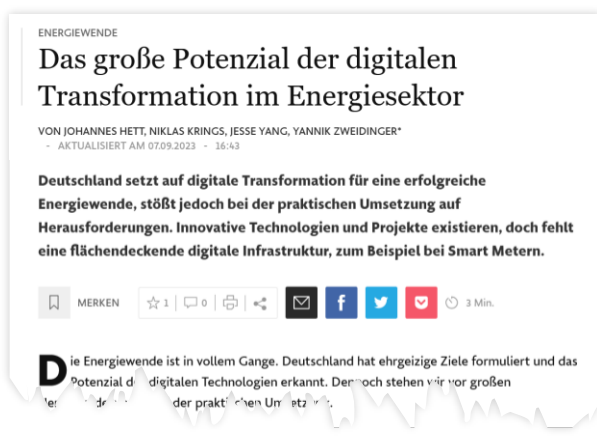 ENERGIEWENDE
Das große Potenzial der digitalen
Transformation im Energiesektor
VON JOHANNES HETT, NIKLAS KRINGS, JESSE YANG, YANNIK ZWEIDINGER*
- AKTUALISIERT AM 07.09.2023 - 16:43
Deutschland setzt auf digitale Transformation für eine erfolgreiche
Energiewende, stößt jedoch bei der praktischen Umsetzung auf
Herausforderungen. Innovative Technologien und Projekte existieren, doch fehlt
eine flächendeckende digitale Infrastruktur, zum Beispiel bei Smart Metern.
MERKEN 1 0 f 3 Min.
Die Energiewende ist in vollem Gange. Deutschland hat ehrgeizige Ziele formuliert und das
Potenzial der digitalen Technologien erkannt. Dennoch stehen wir vor großen
der praktischen Umsetzung.